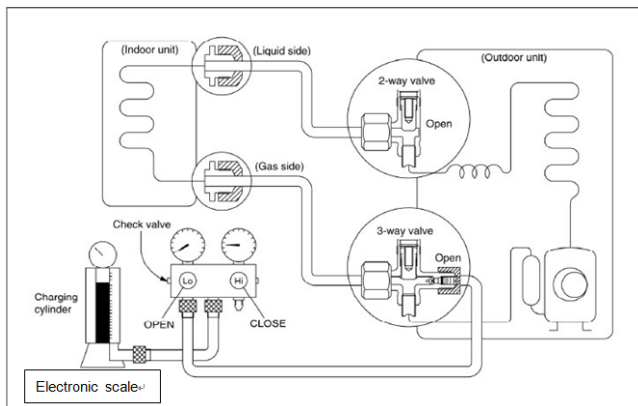 (Indoor unit)
(Liquid side)
2-way valve
(Outdoor unit)
Open
(Gas side)
3-way valve
Check valve
Open
Lo
Hi
Charging
cylinder
OPEN
CLOSE
Electronic scale